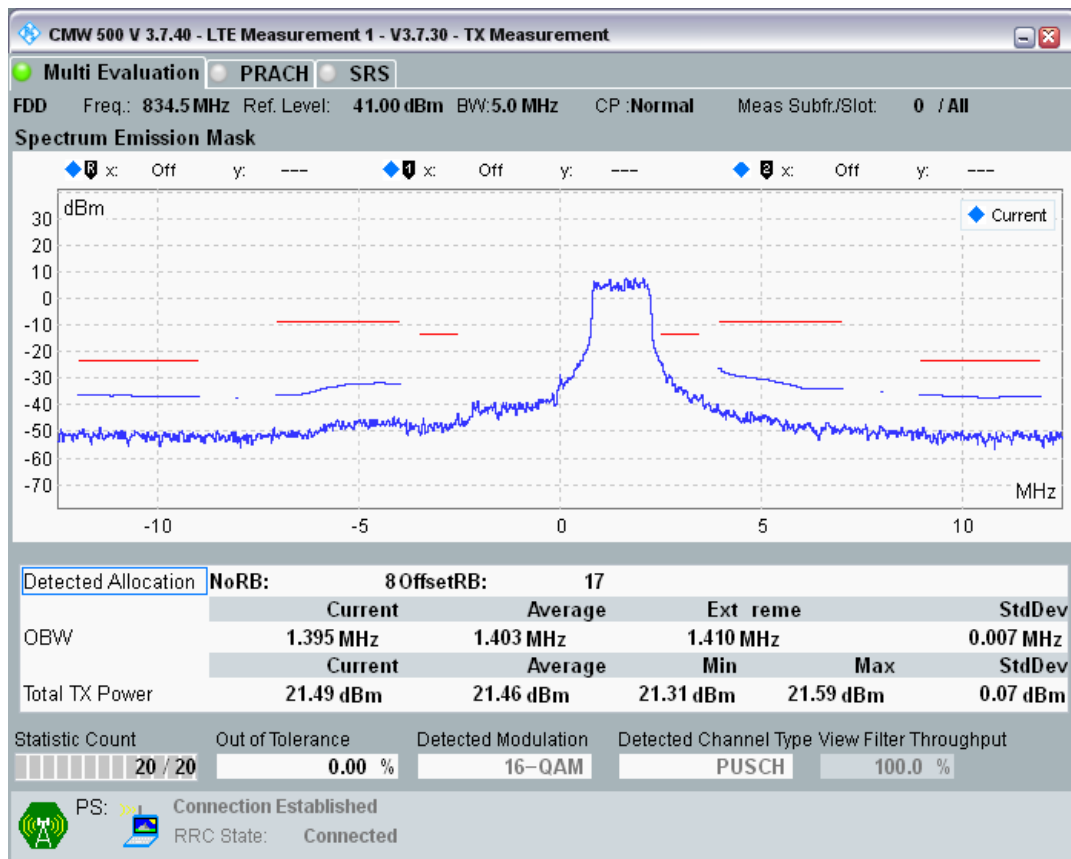 CMW 500 V 3.7.40 - LTE Measurement 1 - V3.7.30 - TX Measurement
Multi Evaluation PRACH SRS
FDD Freq.: 834.5 MHz Ref. Level: 41.00 dBm BW:5.0 MHz CP :Normal Meas Subfr./Slot: 0 / All
Spectrum Emission Mask
R x: Off y: --- 1 x: Off y: --- 2 x: Off y: ---
dBm
Current
30
20
10
0
-10
-20
-30
-40
-50
-60
-70
MHz
-10 -5 0 5 10
Detected Allocation NoRB: 8 OffsetRB: 17
Current Average Ext reme StdDev
OBW 1.395 MHz 1.403 MHz 1.410 MHz 0.007 MHz
Current Average Min Max StdDev
Total TX Power 21.49 dBm 21.46 dBm 21.31 dBm 21.59 dBm 0.07 dBm
Statistic Count Out of Tolerance Detected Modulation Detected Channel Type View Filter Throughput
20 / 20 0.00 % 16-QAM PUSCH 100.0 %
PS: Connection Established
RRC State: Connected